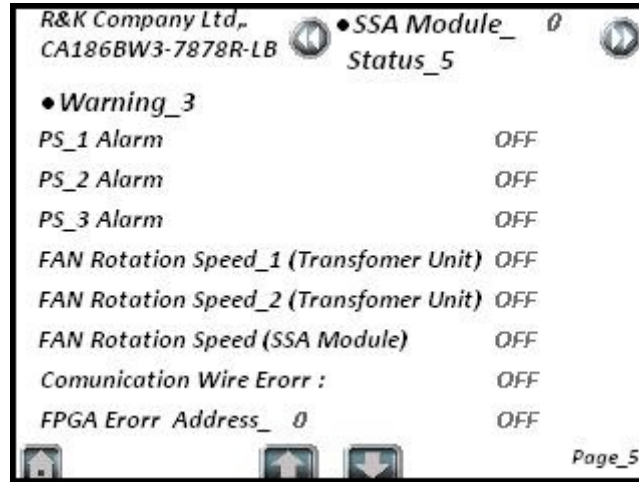 R&K Company Ltd,.
CA186BW3-7878R-LB
●SSA Module_ 0
Status_5
●Warning_3
PS_1 Alarm OFF
PS_2 Alarm OFF
PS_3 Alarm OFF
FAN Rotation Speed_1 (Transfomer Unit) OFF
FAN Rotation Speed_2 (Transfomer Unit) OFF
FAN Rotation Speed (SSA Module) OFF
Comunication Wire Erorr : OFF
FPGA Erorr Address_ 0 OFF
Page_5